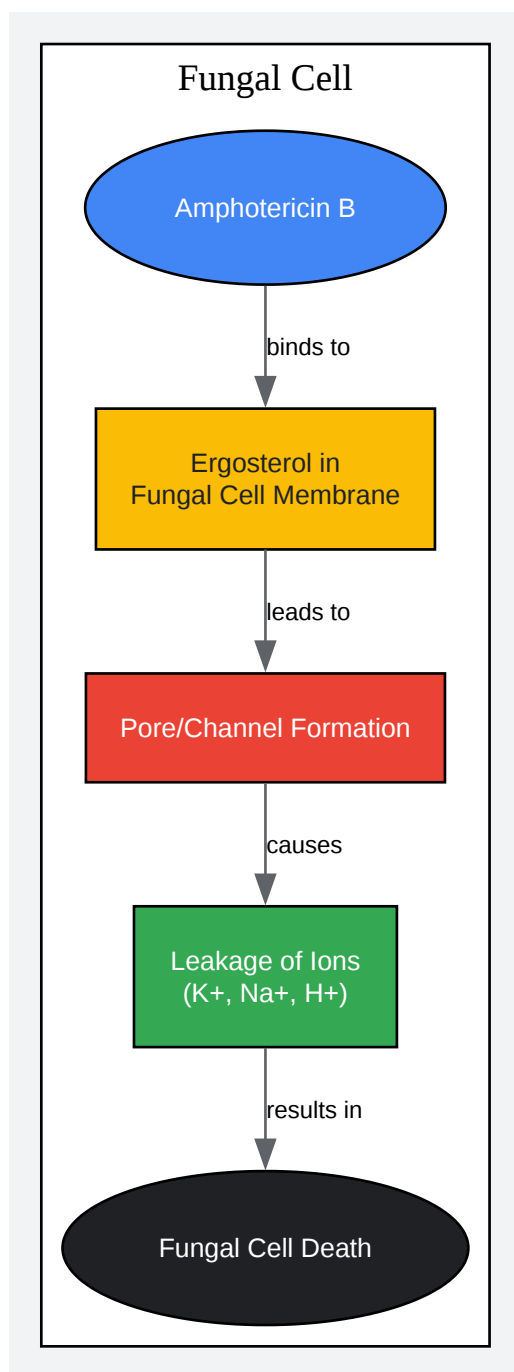 Fungal Cell
Amphotericin B
binds to
Ergosterol in
Fungal Cell Membrane
leads to
Pore/Channel Formation
causes
Leakage of Ions
(K+, Na+, H+)
results in
Fungal Cell Death